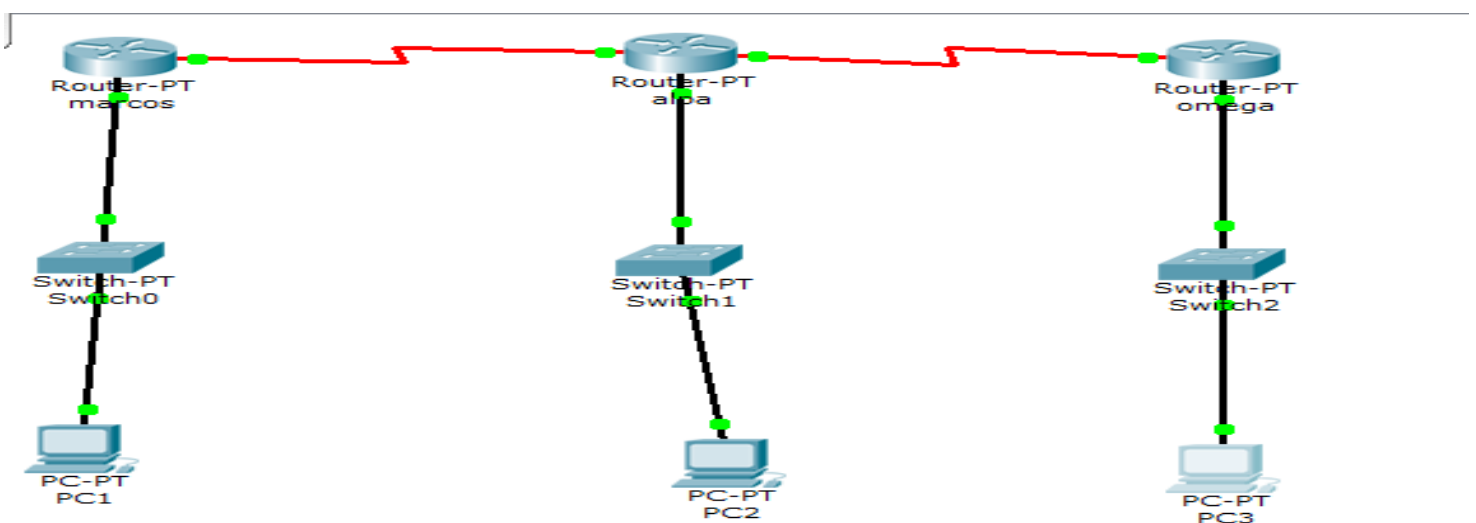 Router-PT
marcos
Router-PT
alpa
Router-PT
omega
Switch-PT
Switch0
Switch-PT
Switch1
Switch-PT
Switch2
PC-PT
PC1
PC-PT
PC2
PC-PT
PC3